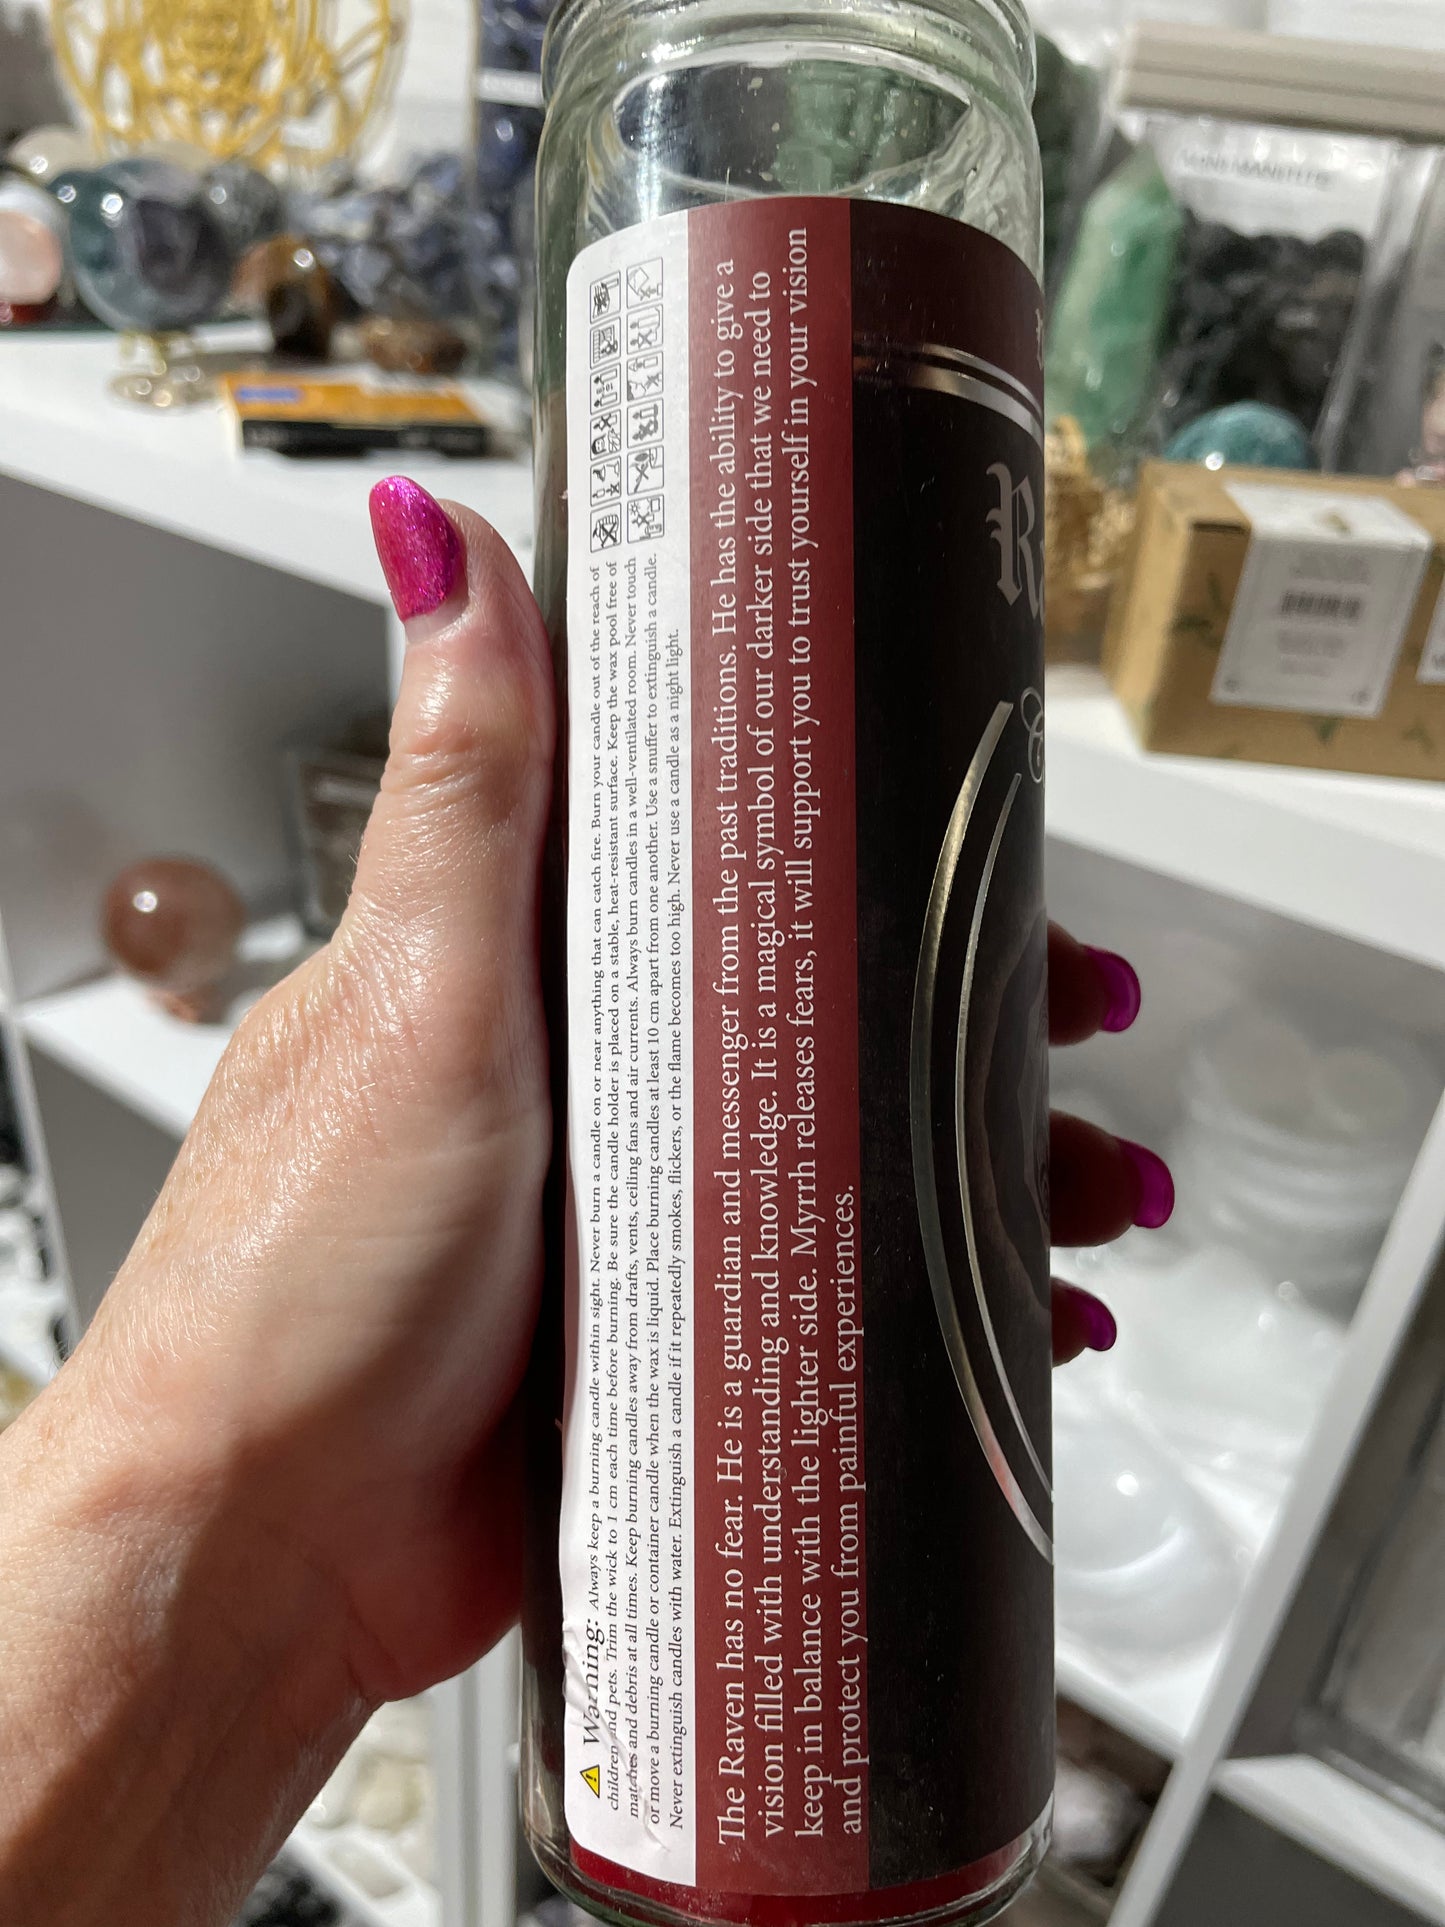 Warning: Always keep a burning candle within sight. Never burn a candle on or near anything that can catch fire. Burn your candle out of the reach of
children and pets. Trim the wick to 1 cm each time before burning. Be sure the candle holder is placed on a stable, heat-resistant surface. Keep the wax pool free of
matches and debris at all times. Keep burning candles away from drafts, vents, ceiling fans and air currents. Always burn candles in a well-ventilated room. Never touch
or move a burning candle or container candle when the wax is liquid. Place burning candles at least 10 cm apart from one another. Use a snuffer to extinguish a candle.
Never extinguish candles with water. Extinguish a candle if it repeatedly smokes, flickers, or the flame becomes too high. Never use a candle as a night light.
The Raven has no fear. He is a guardian and messenger from the past traditions. He has the ability to give a
vision filled with understanding and knowledge. It is a magical symbol of our darker side that we need to
keep in balance with the lighter side. Myrrh releases fears, it will support you to trust yourself in your vision
and protect you from painful experiences.